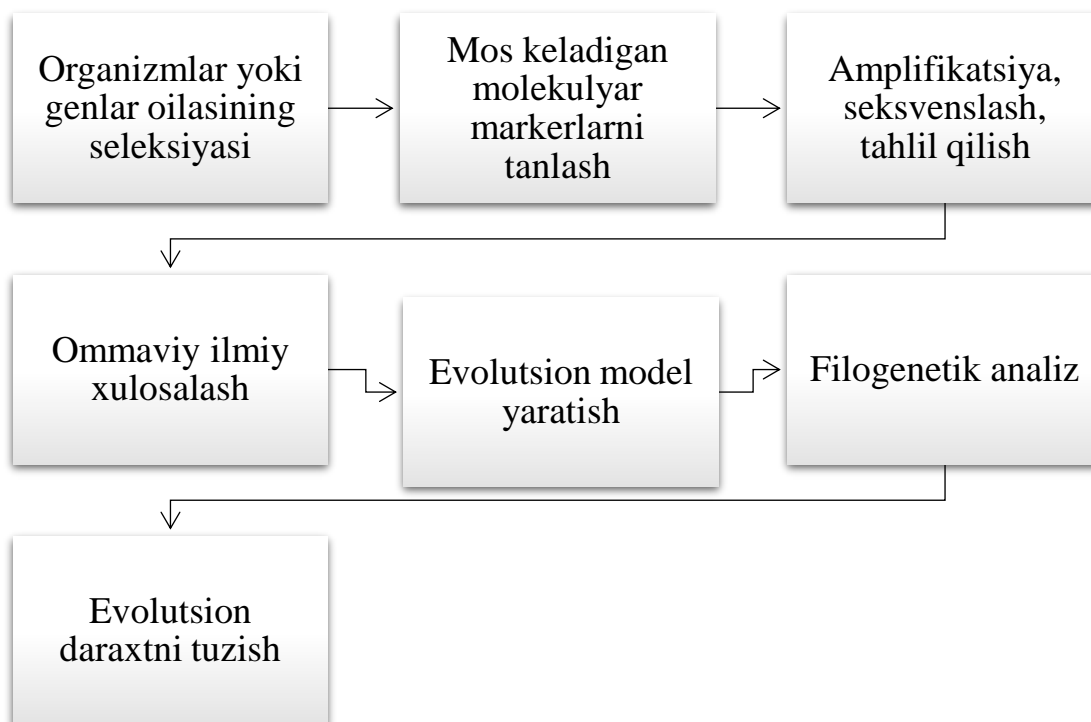 Organizmlar yoki
genlar oilasining
seleksiyasi
Mos keladigan
molekulyar
markerlarni
tanlash
Amplifikatsiya,
seksvenslash,
tahlil qilish
Ommaviy ilmiy
xulosalash
Evolutsion model
yaratish
Filogenetik analiz
Evolutsion
daraxtni tuzish